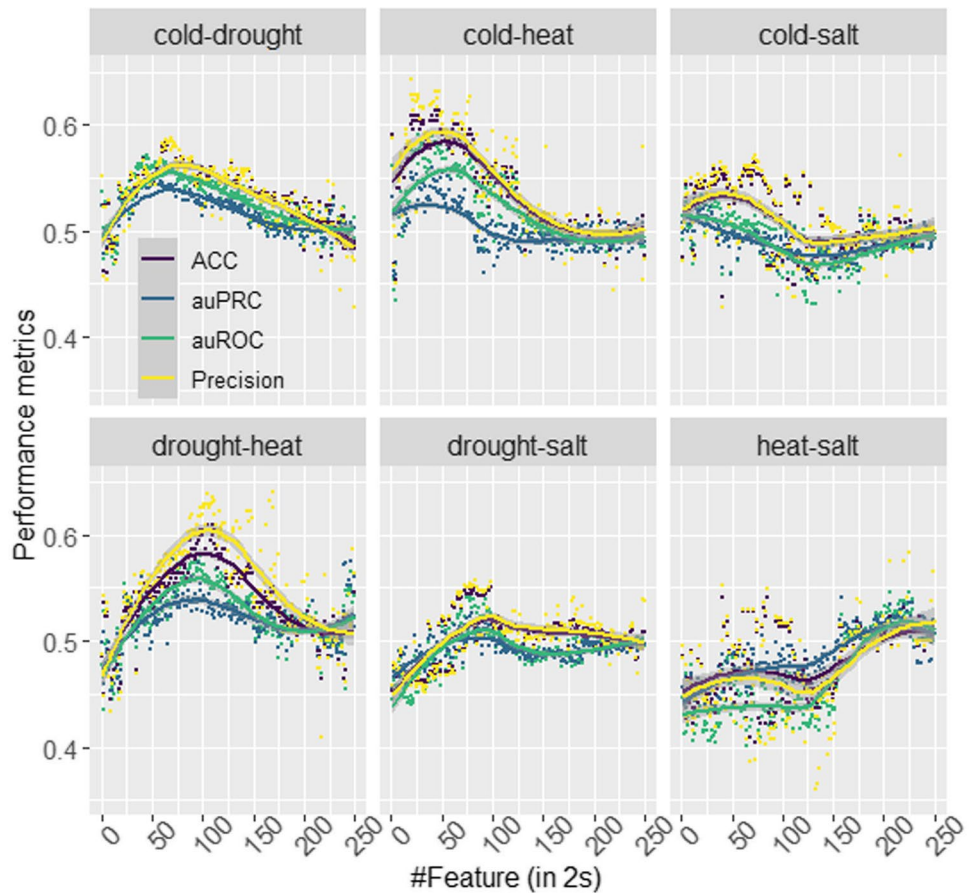 cold-drought cold-heat cold-salt
0.6
0.5
0.4
ACC
auPRC
auROC
Precision
Performance metrics
drought-heat drought-salt heat-salt
0.6
0.5
0.4
0 50 100 150 200 250 0 50 100 150 200 250 0 50 100 150 200 250
#Feature (in 2s)